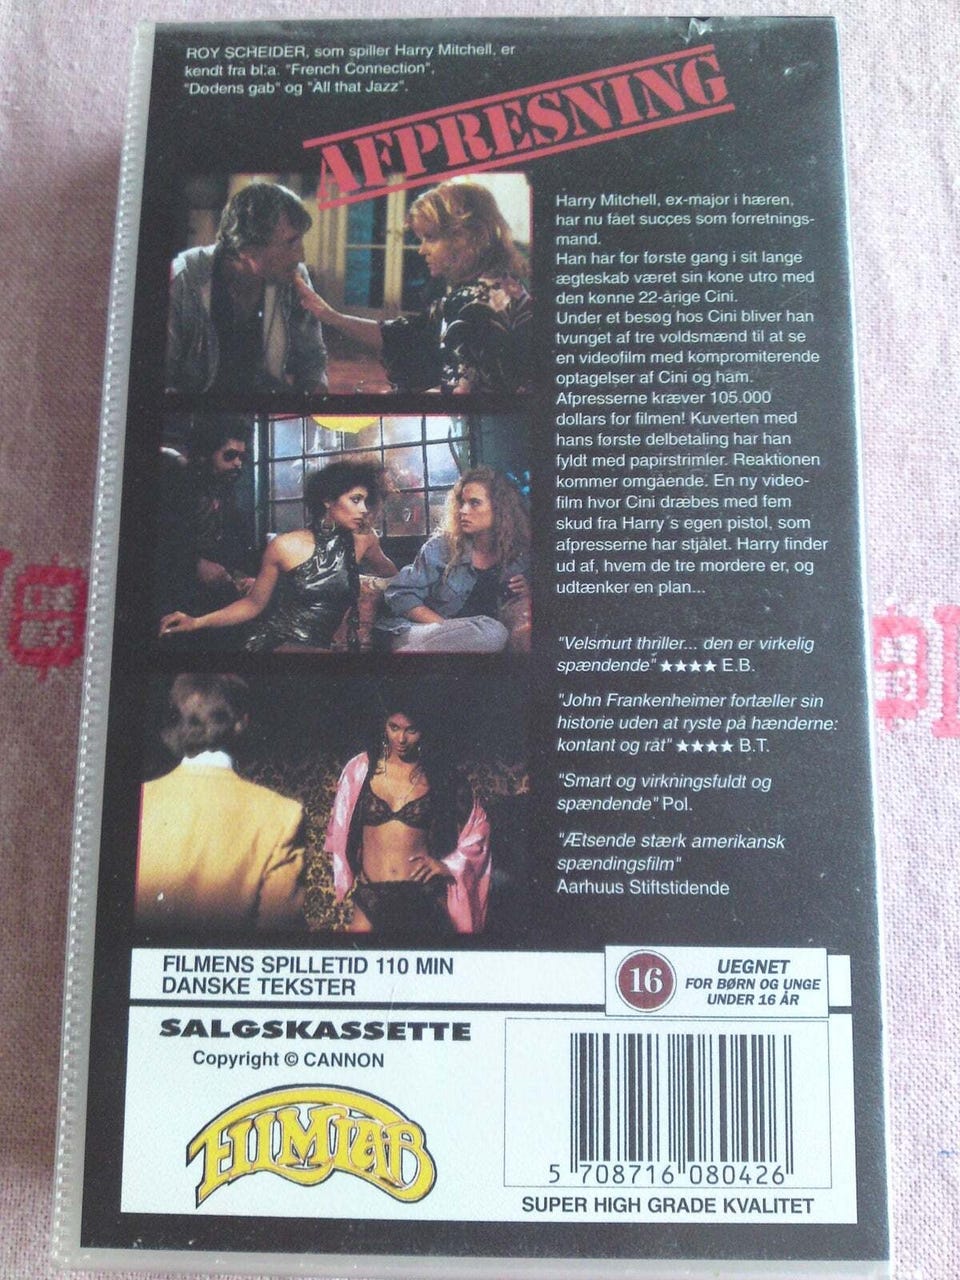 ROY SCHEIDER, som spiller Harry Mitchell, er
kendt fra bl.a. "French Connection",
"Dødens gab" og "All that Jazz".
AFPRESNING
Harry Mitchell, ex-major i hæren,
har nu fået succes som forretnings-
mand.
Han har for første gang i sit lange
ægteskab været sin kone utro med
den kønne 22-årige Cini.
Under et besøg hos Cini bliver han
tvunget af tre voldsmænd til at se
en videofilm med kompromiterende
optagelser af Cini og ham.
Afpresserne kræver 105.000
dollars for filmen! Kuverten med
hans første delbetaling har han
fyldt med papirstrimler. Reaktionen
kommer omgående. En ny video-
film hvor Cini dræbes med fem
skud fra Harry's egen pistol, som
afpresserne har stjålet. Harry finder
ud af, hvem de tre mordere er, og
udtænker en plan...
"Velsmurt thriller... den er virkelig
spændende" ★★★★ E.B.
"John Frankenheimer fortæller sin
historie uden at ryste på hænderne:
kontant og råt" ★★★★ B.T.
"Smart og virkningsfuldt og
spændende" Pol.
"Ætsende stærk amerikansk
spændingsfilm"
Aarhuus Stiftstidende
FILMENS SPILLETID 110 MIN
DANSKE TEKSTER
16
UEGNET
FOR BØRN OG UNGE
UNDER 16 ÅR
SALGSKASSETTE
Copyright © CANNON
FILMLAB
5 708716 080426
SUPER HIGH GRADE KVALITET